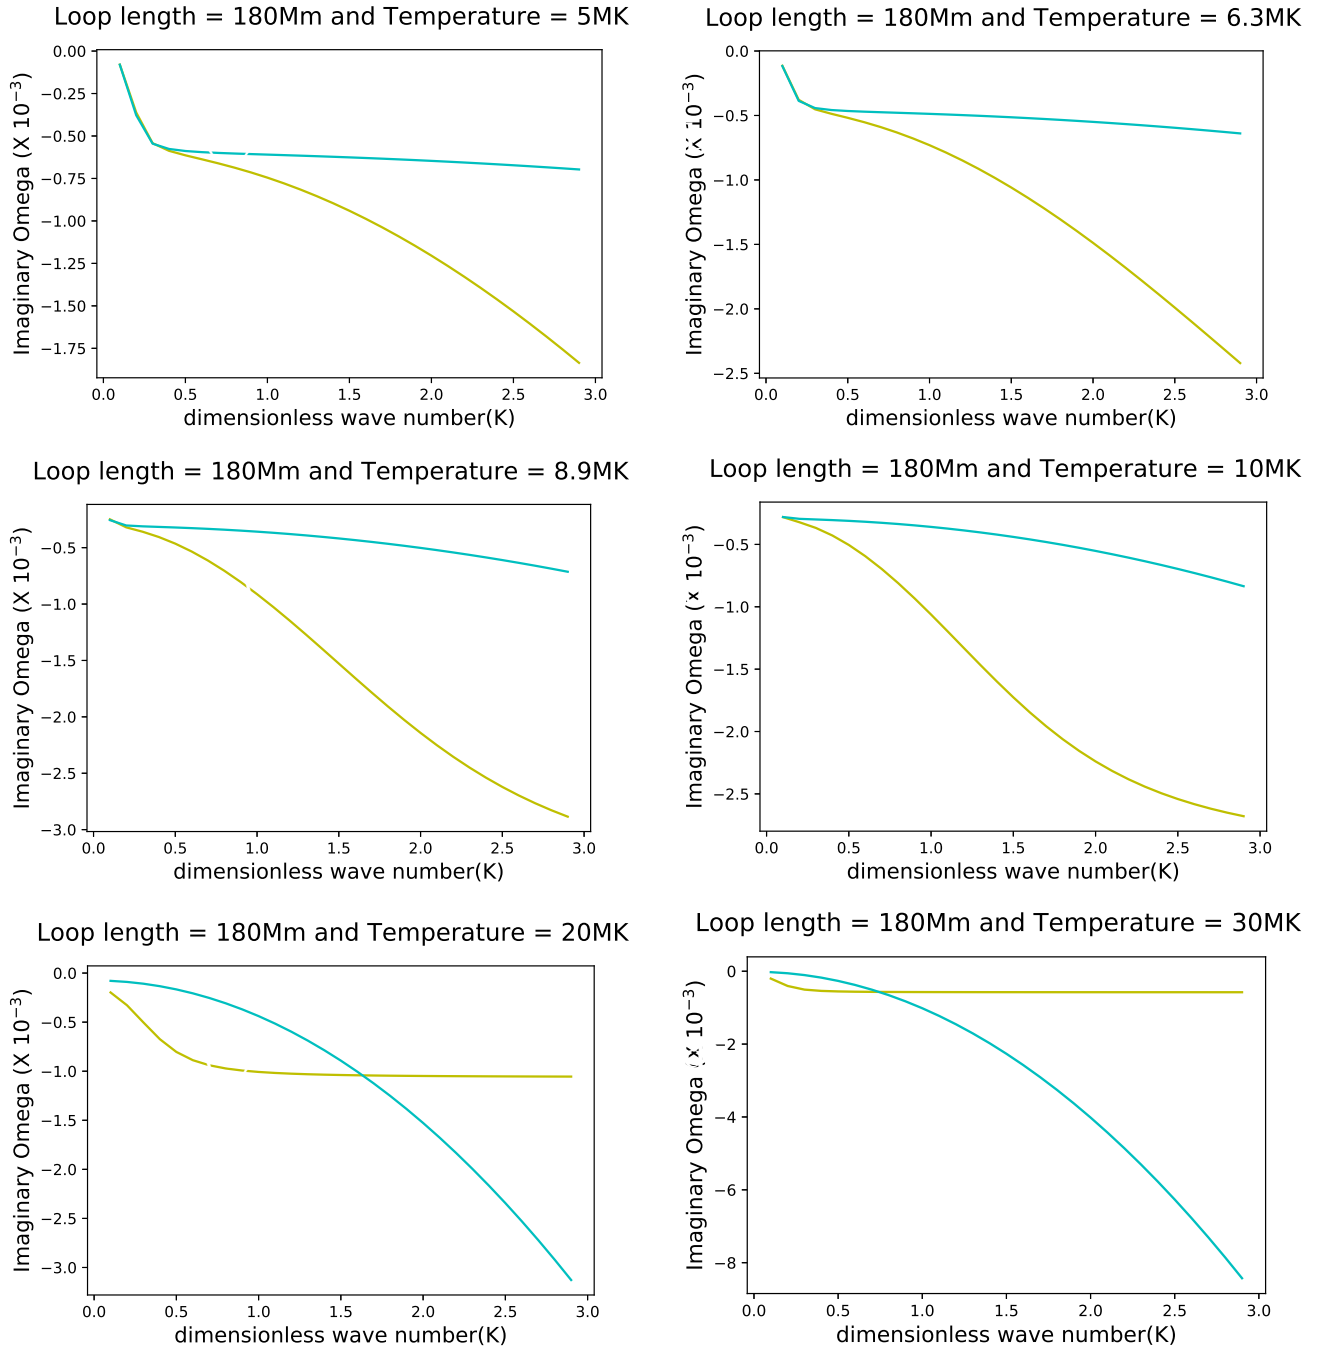 Loop length = 180Mm and Temperature = 5MK
Imaginary Omega (X 10⁻³)
0.00
−0.25
−0.50
−0.75
−1.00
−1.25
−1.50
−1.75
0.0 0.5 1.0 1.5 2.0 2.5 3.0
dimensionless wave number(K)
Loop length = 180Mm and Temperature = 6.3MK
Imaginary Omega (X 10⁻³)
0.0
−0.5
−1.0
−1.5
−2.0
−2.5
0.0 0.5 1.0 1.5 2.0 2.5 3.0
dimensionless wave number(K)
Loop length = 180Mm and Temperature = 8.9MK
Imaginary Omega (X 10⁻³)
−0.5
−1.0
−1.5
−2.0
−2.5
−3.0
0.0 0.5 1.0 1.5 2.0 2.5 3.0
dimensionless wave number(K)
Loop length = 180Mm and Temperature = 10MK
Imaginary Omega (X 10⁻³)
−0.5
−1.0
−1.5
−2.0
−2.5
0.0 0.5 1.0 1.5 2.0 2.5 3.0
dimensionless wave number(K)
Loop length = 180Mm and Temperature = 20MK
Imaginary Omega (X 10⁻³)
0.0
−0.5
−1.0
−1.5
−2.0
−2.5
−3.0
0.0 0.5 1.0 1.5 2.0 2.5 3.0
dimensionless wave number(K)
Loop length = 180Mm and Temperature = 30MK
Imaginary Omega (X 10⁻³)
0
−2
−4
−6
−8
0.0 0.5 1.0 1.5 2.0 2.5 3.0
dimensionless wave number(K)